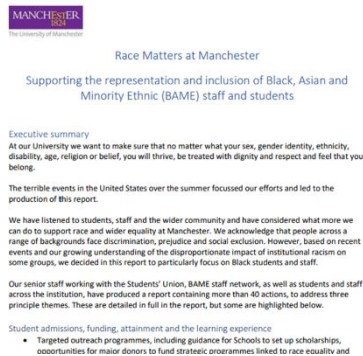 MANCHESTER
1824
The University of Manchester
Race Matters at Manchester
Supporting the representation and inclusion of Black, Asian and
Minority Ethnic (BAME) staff and students
Executive summary
At our University we want to make sure that no matter what your sex, gender identity, ethnicity,
disability, age, religion or belief, you will thrive, be treated with dignity and respect and feel that you
belong.
The terrible events in the United States over the summer focussed our efforts and led to the
production of this report.
We have listened to students, staff and the wider community and have considered what more we
can do to support race and wider equality at Manchester. We acknowledge that people across a
range of backgrounds face discrimination, prejudice and social exclusion. However, based on recent
events and our growing understanding of the disproportionate impact of institutional racism on
some groups, we decided in this report to particularly focus on Black students and staff.
Our senior staff working with the Students' Union, BAME staff network, as well as students and staff
across the institution, have produced a report containing more than 40 actions, to address three
principle themes. These are detailed in full in the report, but some are highlighted below.
Student admissions, funding, attainment and the learning experience
• Targeted outreach programmes, including guidance for Schools to set up scholarships,
opportunities for major donors to fund strategic programmes linked to race equality and